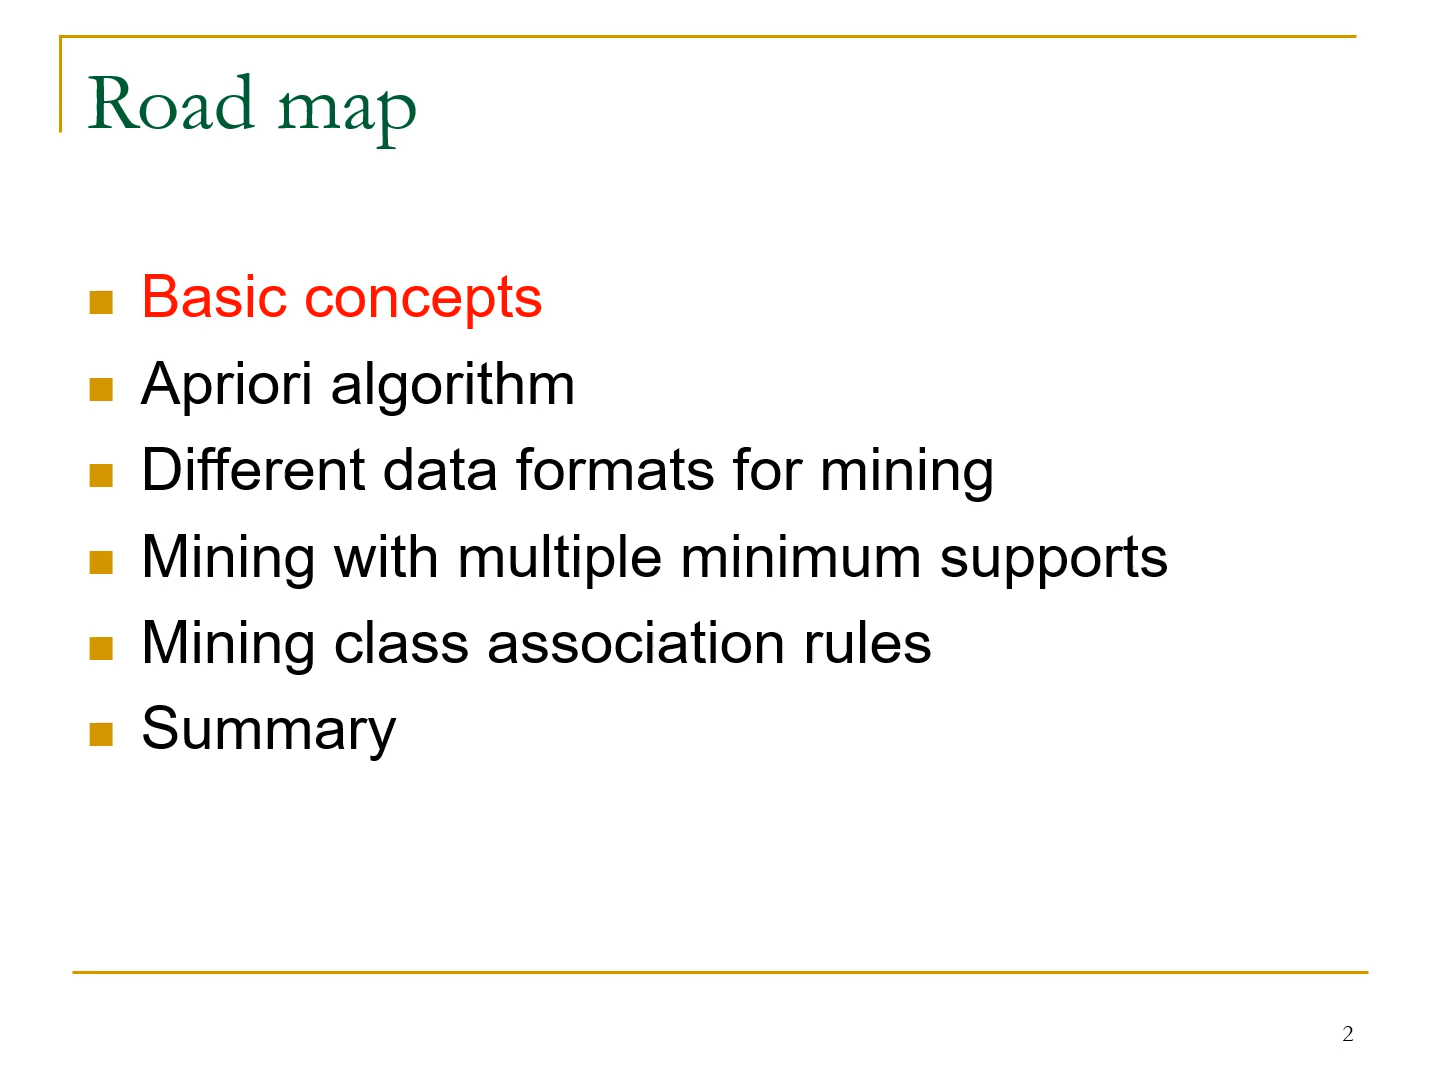 Road map
Basic concepts
Apriori algorithm
Different data formats for mining
Mining with multiple minimum supports
Mining class association rules
Summary
2